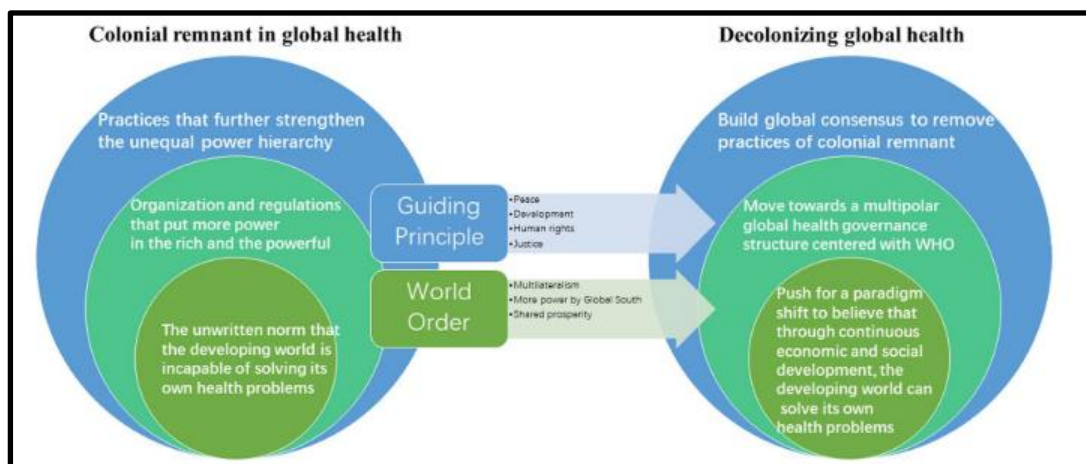 Colonial remnant in global health
Practices that further strengthen
the unequal power hierarchy
Organization and regulations
that put more power
in the rich and the powerful
The unwritten norm that
the developing world is
incapable of solving its
own health problems
Guiding
Principle
•Peace
•Development
•Human rights
•Justice
World
Order
•Multilateralism
•More power by Global South
•Shared prosperity
Decolonizing global health
Build global consensus to remove
practices of colonial remnant
Move towards a multipolar
global health governance
structure centered with WHO
Push for a paradigm
shift to believe that
through continuous
economic and social
development, the
developing world can
solve its own
health problems